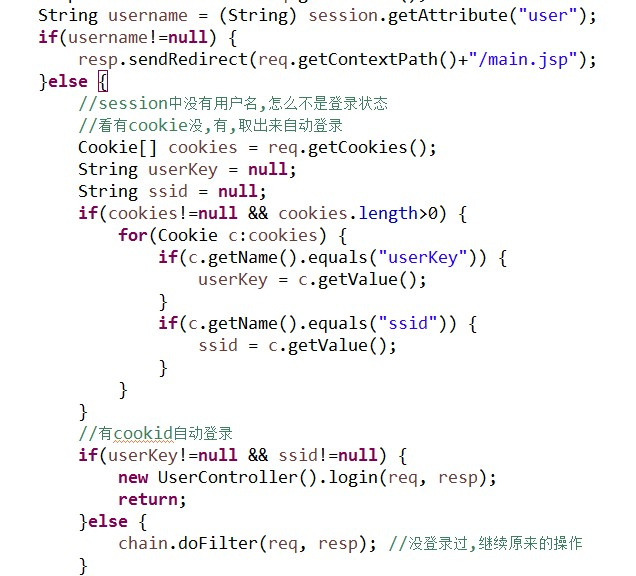 String username = (String) session.getAttribute("user");
if(username!=null) {
resp.sendRedirect(req.getContextPath()+"/main.jsp");
}else {
//session中没有用户名,怎么不是登录状态
//看有cookie没,有,取出来自动登录
Cookie[] cookies = req.getCookies();
String userKey = null;
String ssid = null;
if(cookies!=null && cookies.length>0) {
for(Cookie c:cookies) {
if(c.getName().equals("userKey")) {
userKey = c.getValue();
}
if(c.getName().equals("ssid")) {
ssid = c.getValue();
}
}
}
//有cookid自动登录
if(userKey!=null && ssid!=null) {
new UserController().login(req, resp);
return;
}else {
chain.doFilter(req, resp); //没登录过,继续原来的操作
}